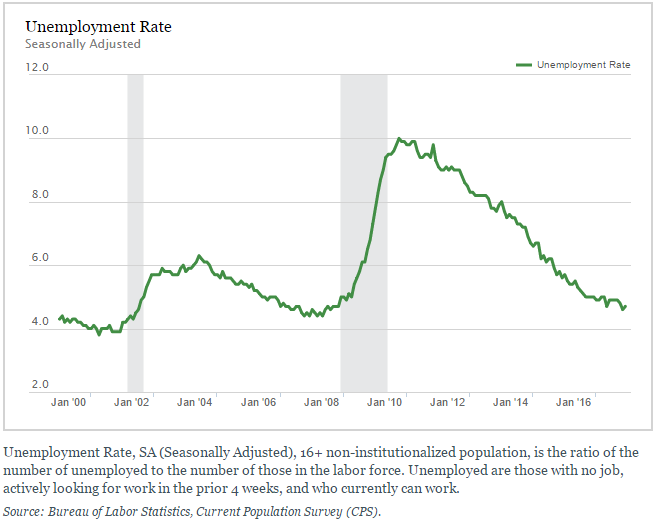 Unemployment Rate
Seasonally Adjusted
12.0
Unemployment Rate
10.0
8.0
6.0
4.0
2.0
Jan '00 Jan '02 Jan '04 Jan '06 Jan '08 Jan '10 Jan '12 Jan '14 Jan '16
Unemployment Rate, SA (Seasonally Adjusted), 16+ non-institutionalized population, is the ratio of the
number of unemployed to the number of those in the labor force. Unemployed are those with no job,
actively looking for work in the prior 4 weeks, and who currently can work.
Source: Bureau of Labor Statistics, Current Population Survey (CPS).